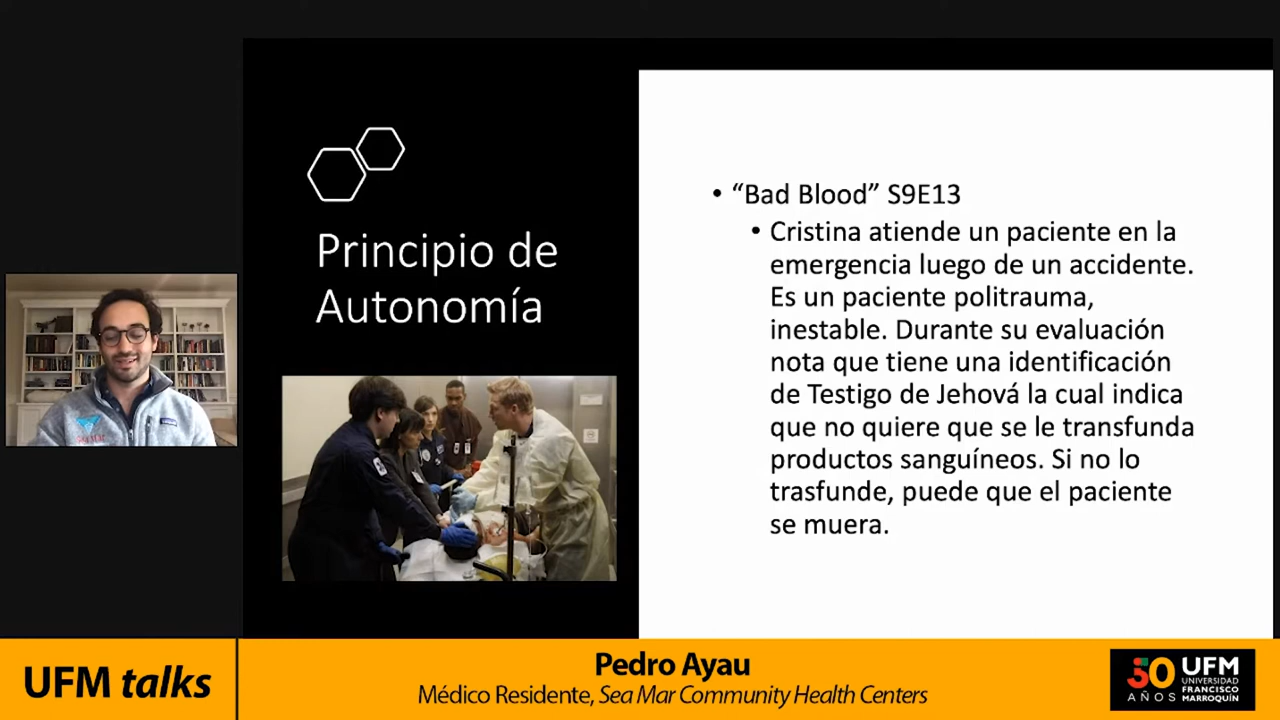 Principio de
Autonomía
• “Bad Blood” S9E13
• Cristina atiende un paciente en la
emergencia luego de un accidente.
Es un paciente politrauma,
inestable. Durante su evaluación
nota que tiene una identificación
de Testigo de Jehová la cual indica
que no quiere que se le transfunda
productos sanguíneos. Si no lo
trasfunde, puede que el paciente
se muera.
UFM talks
Pedro Ayau
Médico Residente, Sea Mar Community Health Centers
50
AÑOS
UFM
UNIVERSIDAD
FRANCISCO
MARROQUÍN